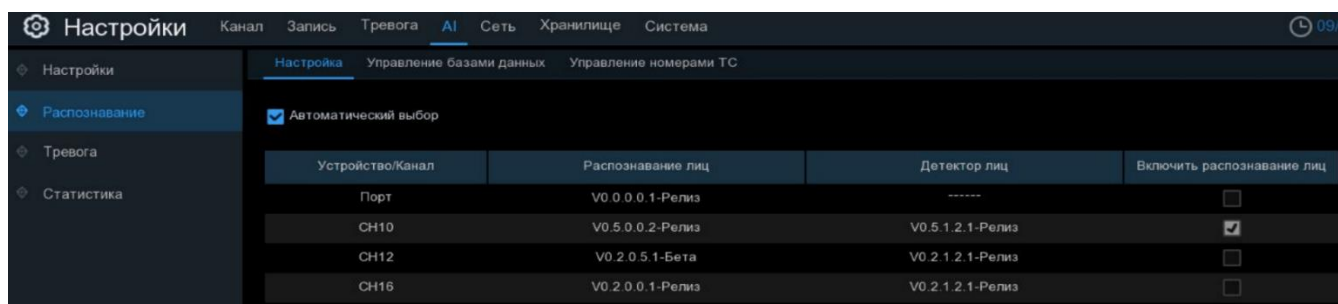 Настройки Канал Запись Тревога AI Сеть Хранилище Система 09/
Настройки Настройка Управление базами данных Управление номерами ТС
Распознавание Автоматический выбор
Тревога Устройство/Канал Распознавание лиц Детектор лиц Включить распознавание лиц
Статистика Порт V0.0.0.0.1-Релиз ------
CH10 V0.5.0.0.2-Релиз V0.5.1.2.1-Релиз
CH12 V0.2.0.5.1-Бета V0.2.1.2.1-Релиз
CH16 V0.2.0.0.1-Релиз V0.2.1.2.1-Релиз